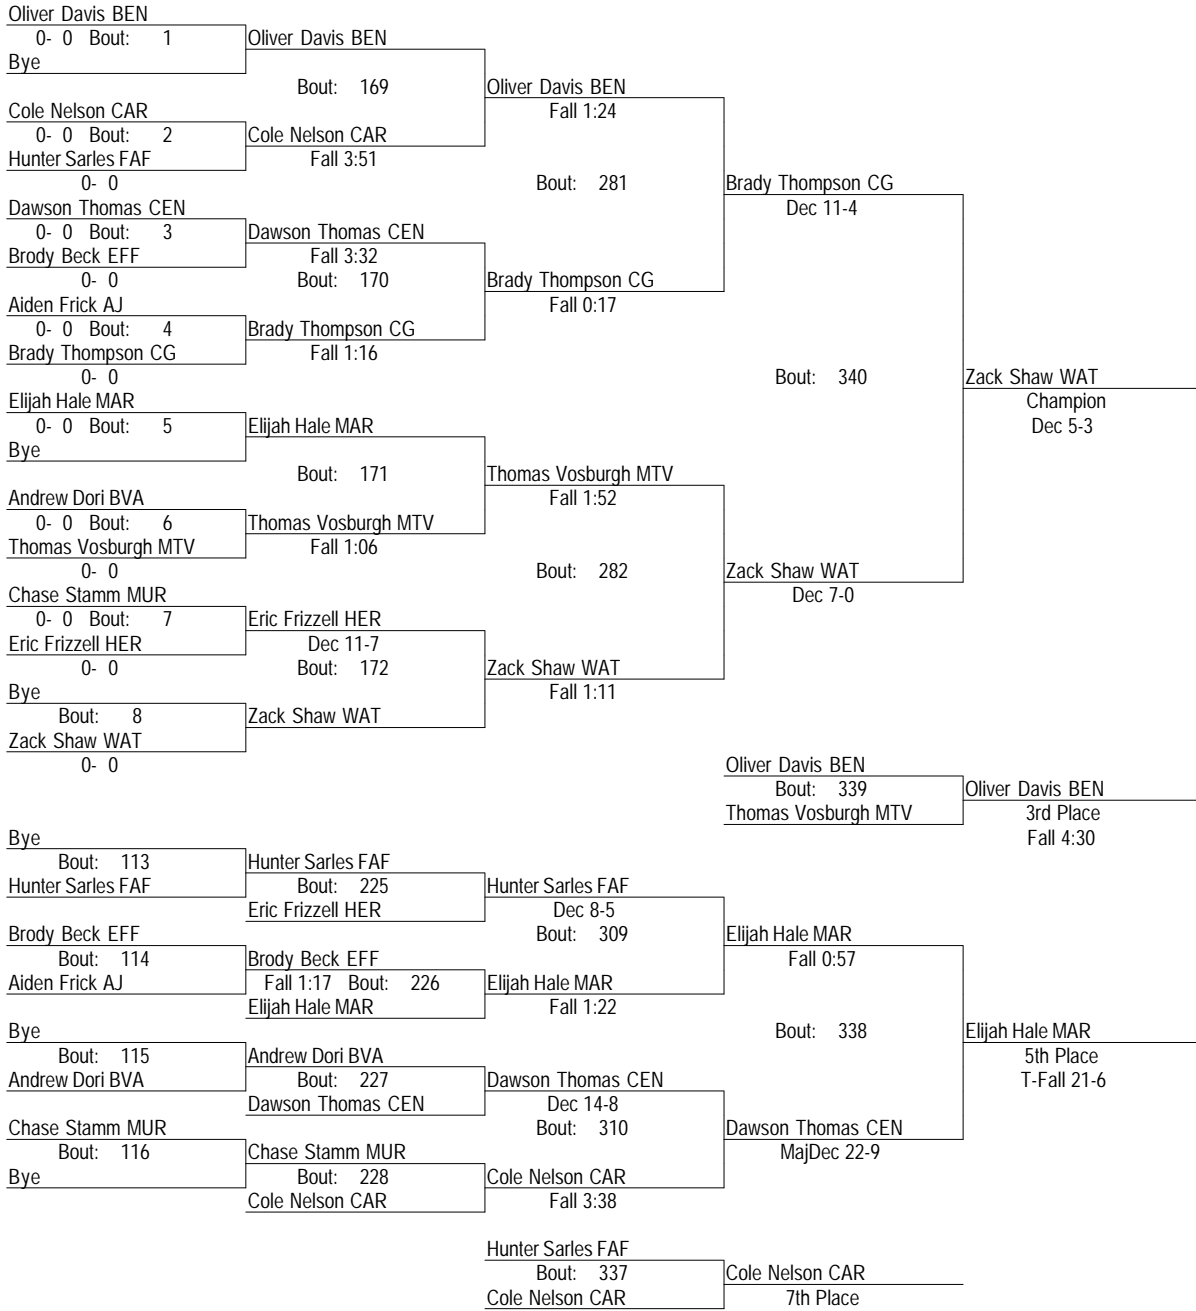 Oliver Davis BEN
0- 0 Bout: 1
Oliver Davis BEN
Bye
Bout: 169
Oliver Davis BEN
Fall 1:24
Cole Nelson CAR
0- 0 Bout: 2
Cole Nelson CAR
Hunter Sarles FAF
Fall 3:51
0- 0
Bout: 281
Brady Thompson CG
Dec 11-4
Dawson Thomas CEN
0- 0 Bout: 3
Dawson Thomas CEN
Brody Beck EFF
Fall 3:32
0- 0
Bout: 170
Brady Thompson CG
Fall 0:17
Aiden Frick AJ
0- 0 Bout: 4
Brady Thompson CG
Brady Thompson CG
Fall 1:16
0- 0
Bout: 340
Zack Shaw WAT
Champion
Dec 5-3
Elijah Hale MAR
0- 0 Bout: 5
Elijah Hale MAR
Bye
Bout: 171
Thomas Vosburgh MTV
Fall 1:52
Andrew Dori BVA
0- 0 Bout: 6
Thomas Vosburgh MTV
Thomas Vosburgh MTV
Fall 1:06
0- 0
Bout: 282
Zack Shaw WAT
Dec 7-0
Chase Stamm MUR
0- 0 Bout: 7
Eric Frizzell HER
Eric Frizzell HER
Dec 11-7
0- 0
Bout: 172
Zack Shaw WAT
Fall 1:11
Bye
Bout: 8
Zack Shaw WAT
Zack Shaw WAT
0- 0
Oliver Davis BEN
Bout: 339
Oliver Davis BEN
Thomas Vosburgh MTV
3rd Place
Fall 4:30
Bye
Bout: 113
Hunter Sarles FAF
Hunter Sarles FAF
Bout: 225
Hunter Sarles FAF
Eric Frizzell HER
Dec 8-5
Brody Beck EFF
Bout: 309
Elijah Hale MAR
Fall 0:57
Bout: 114
Brody Beck EFF
Aiden Frick AJ
Fall 1:17 Bout: 226
Elijah Hale MAR
Elijah Hale MAR
Fall 1:22
Bye
Bout: 338
Elijah Hale MAR
5th Place
T-Fall 21-6
Bout: 115
Andrew Dori BVA
Andrew Dori BVA
Bout: 227
Dawson Thomas CEN
Dawson Thomas CEN
Dec 14-8
Chase Stamm MUR
Bout: 310
Dawson Thomas CEN
MajDec 22-9
Bout: 116
Chase Stamm MUR
Bye
Bout: 228
Cole Nelson CAR
Cole Nelson CAR
Fall 3:38
Hunter Sarles FAF
Bout: 337
Cole Nelson CAR
Cole Nelson CAR
7th Place